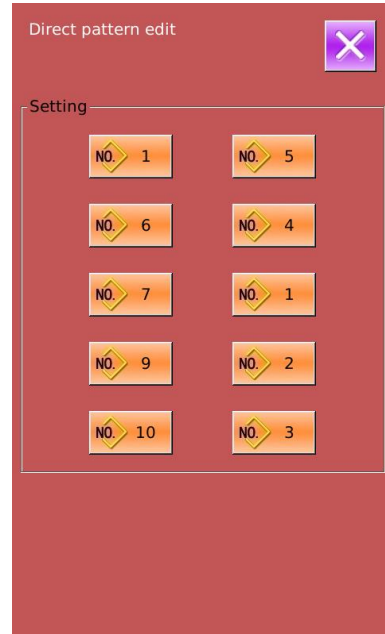 Direct pattern edit
Setting
NO. 1 NO. 5
NO. 6 NO. 4
NO. 7 NO. 1
NO. 9 NO. 2
NO. 10 NO. 3